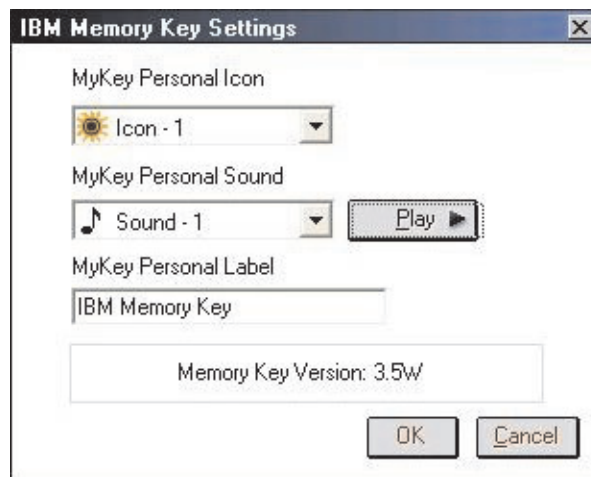 IBM Memory Key Settings
MyKey Personal Icon
Icon - 1
MyKey Personal Sound
Sound - 1
Play
MyKey Personal Label
IBM Memory Key
Memory Key Version: 3.5W
OK
Cancel